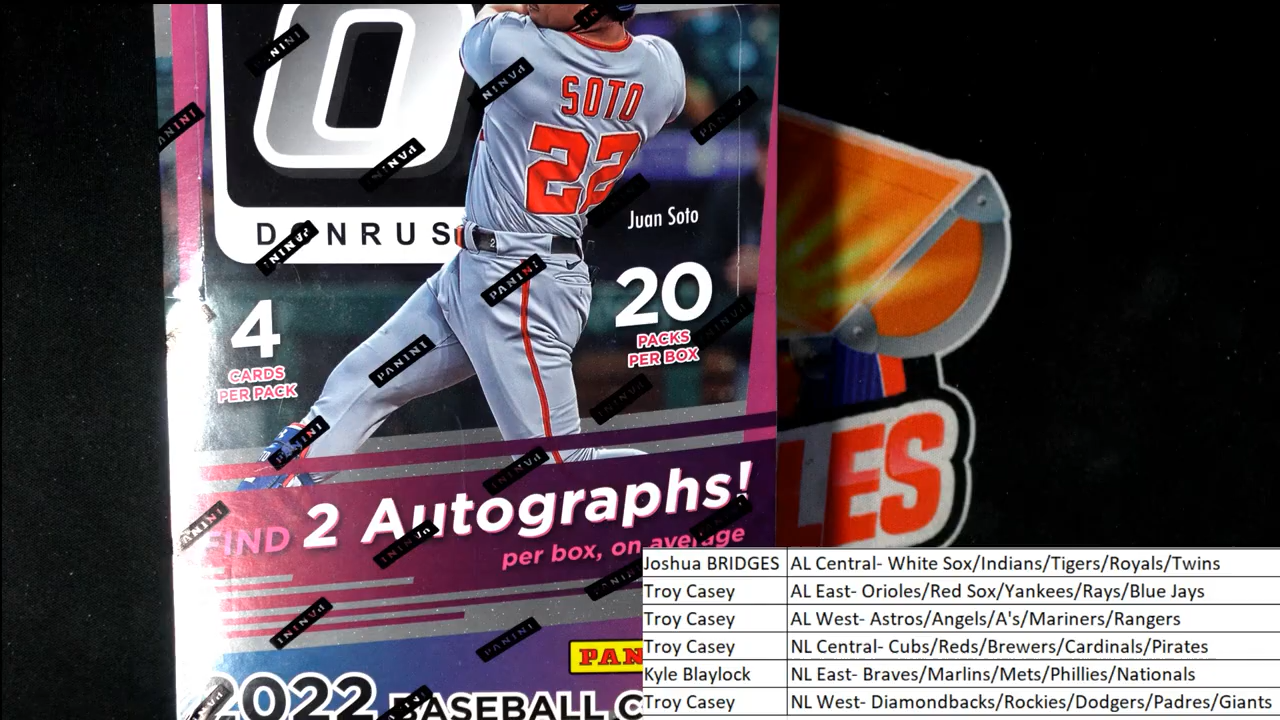 SOTO
22
Juan Soto
DONRUS
4
CARDS
PER PACK
20
PACKS
PER BOX
FIND 2 Autographs!
per box, on average
PAN
2022 BASEBALL C
LES
PANINI
Joshua BRIDGES AL Central- White Sox/Indians/Tigers/Royals/Twins
Troy Casey AL East- Orioles/Red Sox/Yankees/Rays/Blue Jays
Troy Casey AL West- Astros/Angels/A's/Mariners/Rangers
Troy Casey NL Central- Cubs/Reds/Brewers/Cardinals/Pirates
Kyle Blaylock NL East- Braves/Marlins/Mets/Phillies/Nationals
Troy Casey NL West- Diamondbacks/Rockies/Dodgers/Padres/Giants